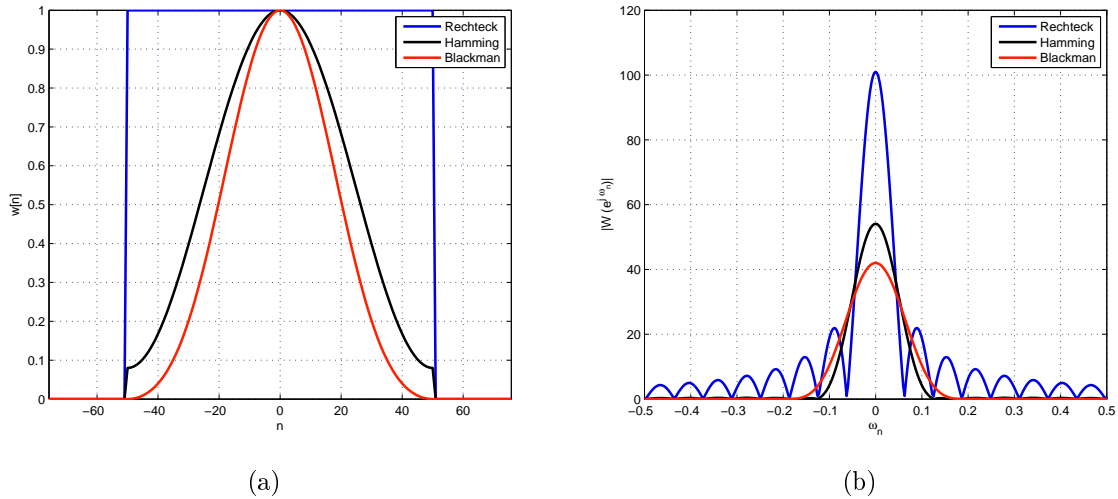 1
0.9
0.8
0.7
0.6
0.5
0.4
0.3
0.2
0.1
0
w[n]
−60 −40 −20 0 20 40 60
n
Rechteck
Hamming
Blackman
(a)
120
100
80
60
40
20
0
|W (e^{j ω_n})|
−0.5 −0.4 −0.3 −0.2 −0.1 0 0.1 0.2 0.3 0.4 0.5
ω_n
Rechteck
Hamming
Blackman
(b)